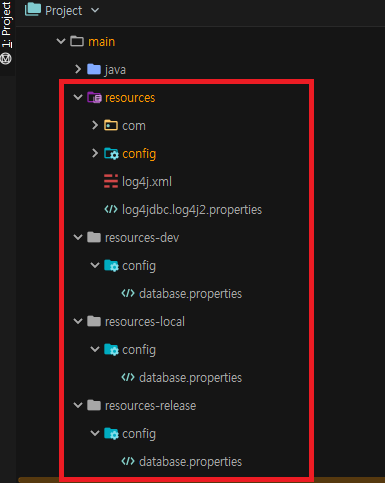 Project
1: Project
main
java
resources
com
config
log4j.xml
log4jdbc.log4j2.properties
resources-dev
config
database.properties
resources-local
config
database.properties
resources-release
config
database.properties